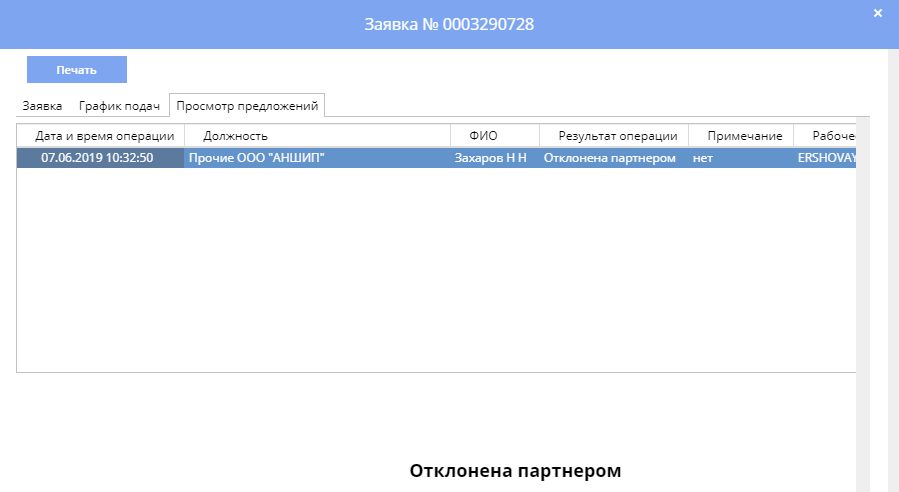 Заявка № 0003290728
Печать
Заявка График подач Просмотр предложений
Дата и время операции Должность ФИО Результат операции Примечание Рабочес
07.06.2019 10:32:50 Прочие ООО "АНШИП" Захаров Н Н Отклонена партнером нет ERSHOVAY
Отклонена партнером